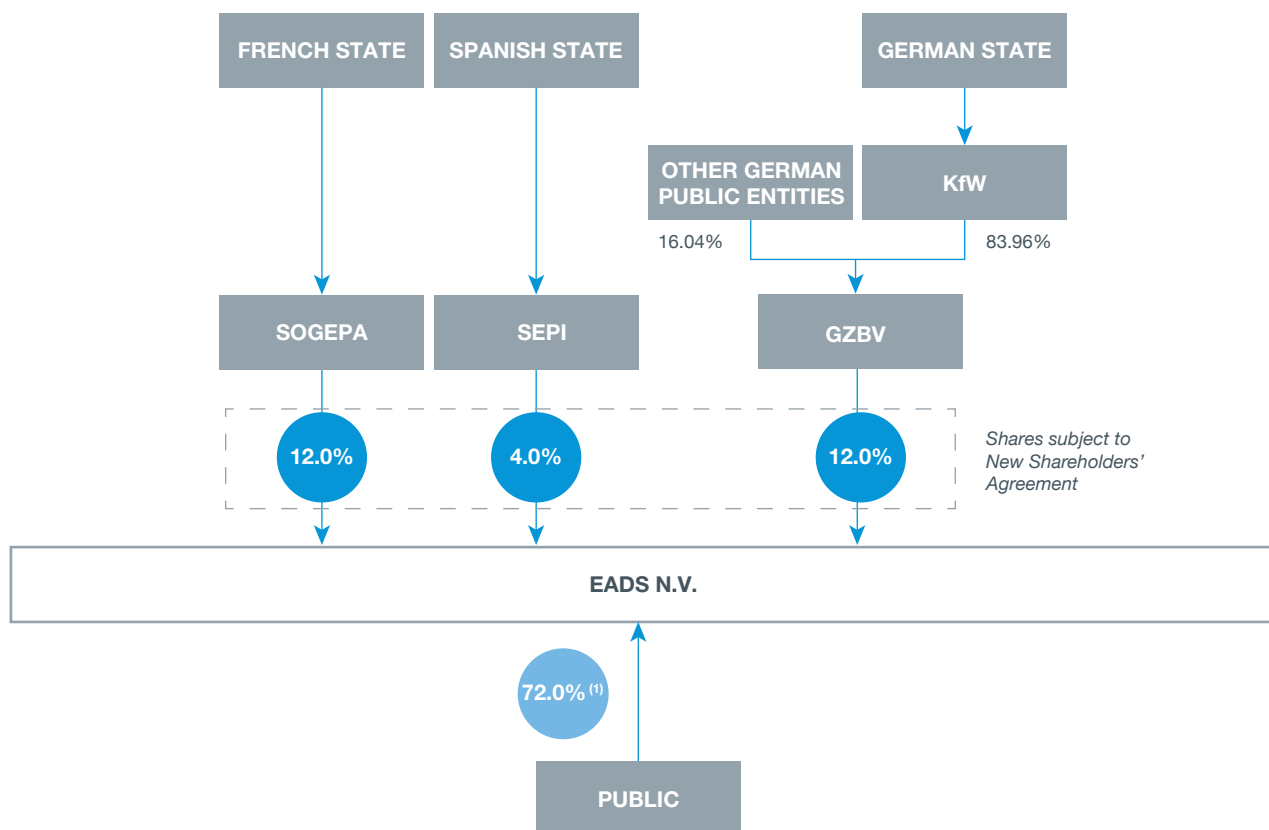 FRENCH STATE
SPANISH STATE
GERMAN STATE
OTHER GERMAN
PUBLIC ENTITIES
KfW
16.04%
83.96%
SOGEPA
SEPI
GZBV
12.0%
4.0%
12.0%
Shares subject to
New Shareholders'
Agreement
EADS N.V.
72.0% (1)
PUBLIC